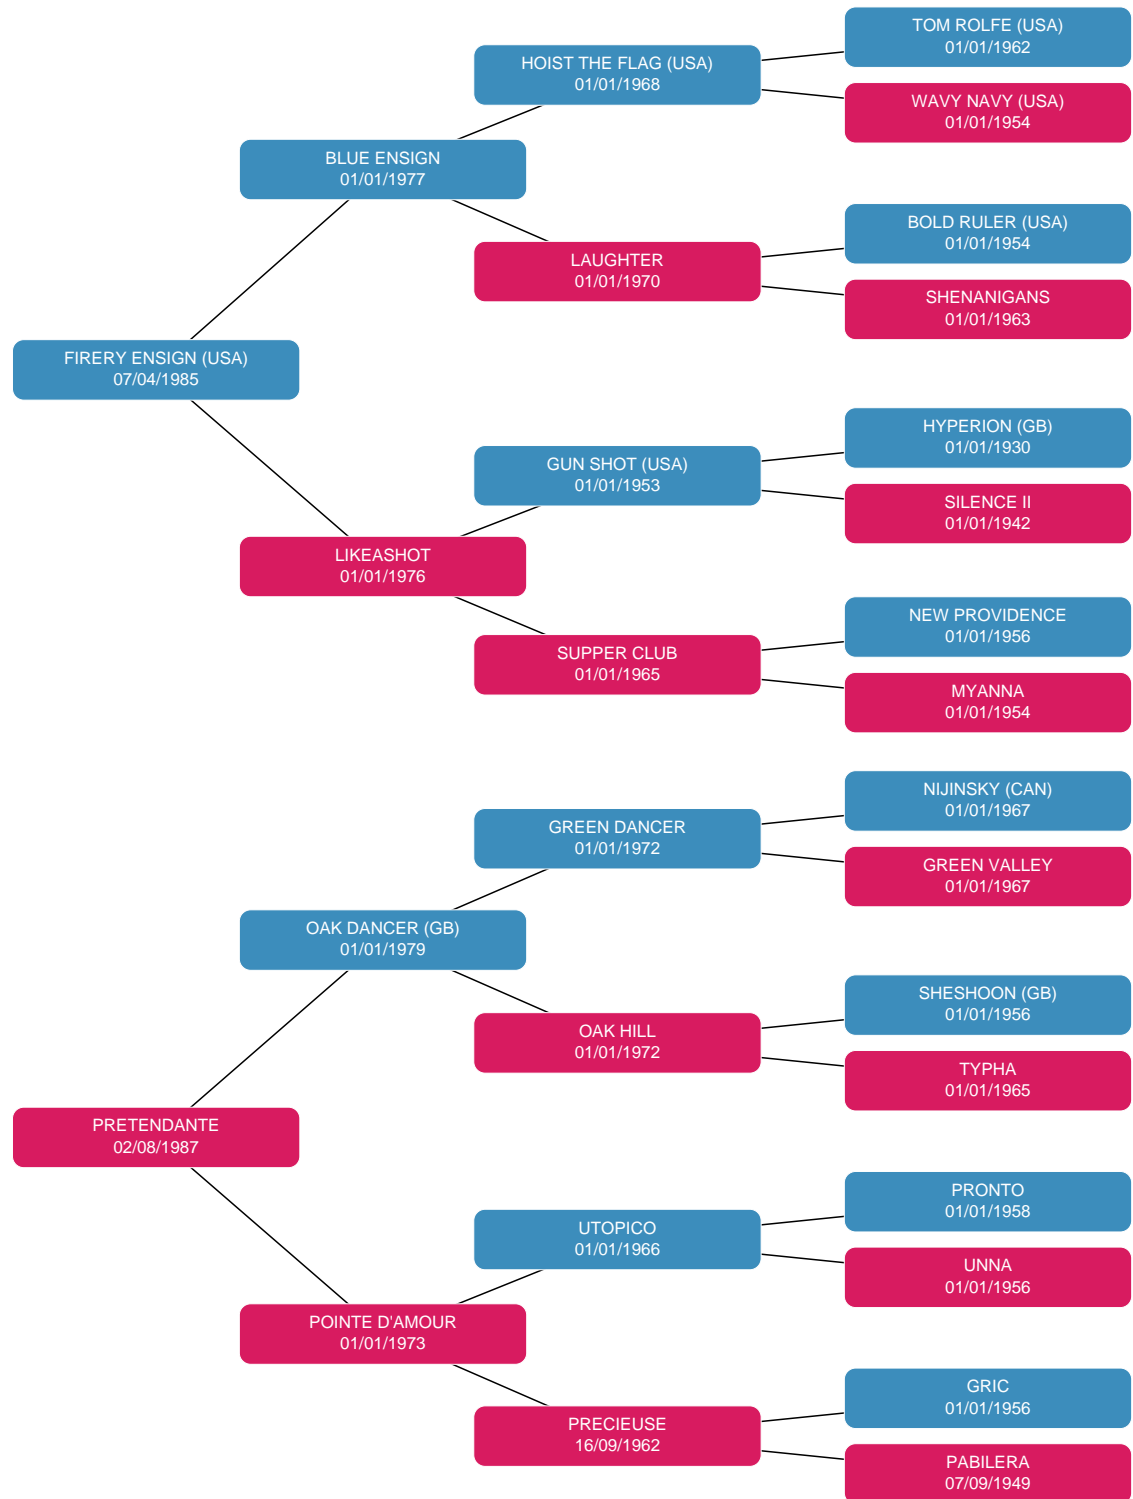 TOM ROLFE (USA)
01/01/1962
HOIST THE FLAG (USA)
01/01/1968
WAVY NAVY (USA)
01/01/1954
BLUE ENSIGN
01/01/1977
BOLD RULER (USA)
01/01/1954
LAUGHTER
01/01/1970
SHENANIGANS
01/01/1963
FIRERY ENSIGN (USA)
07/04/1985
HYPERION (GB)
01/01/1930
GUN SHOT (USA)
01/01/1953
SILENCE II
01/01/1942
LIKEASHOT
01/01/1976
NEW PROVIDENCE
01/01/1956
SUPPER CLUB
01/01/1965
MYANNA
01/01/1954
NIJINSKY (CAN)
01/01/1967
GREEN DANCER
01/01/1972
GREEN VALLEY
01/01/1967
OAK DANCER (GB)
01/01/1979
SHESHOON (GB)
01/01/1956
OAK HILL
01/01/1972
TYPHA
01/01/1965
PRETENDANTE
02/08/1987
PRONTO
01/01/1958
UTOPICO
01/01/1966
UNNA
01/01/1956
POINTE D'AMOUR
01/01/1973
GRIC
01/01/1956
PRECIEUSE
16/09/1962
PABILERA
07/09/1949